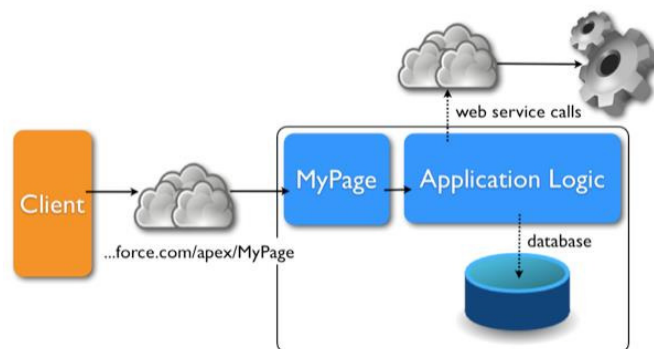 web service calls
Client
MyPage
Application Logic
...force.com/apex/MyPage
database